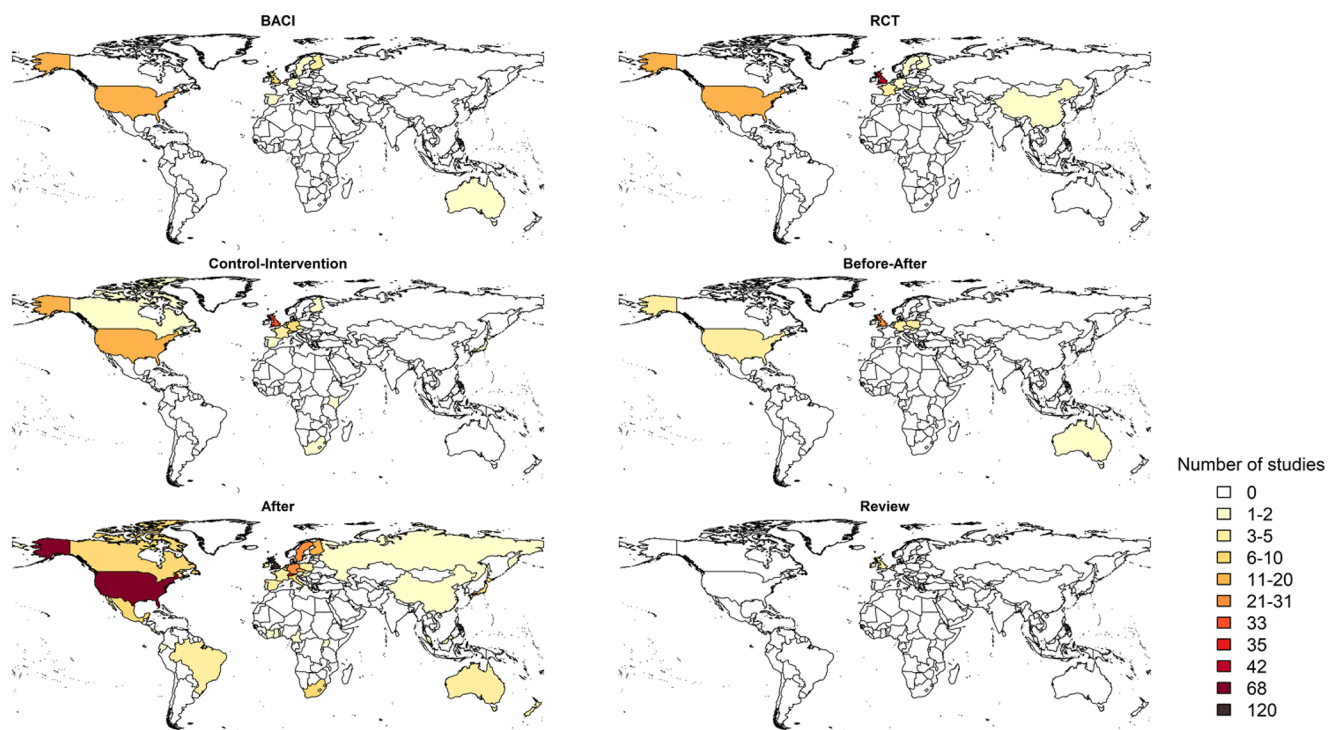 BACI
RCT
Control-Intervention
Before-After
After
Review
Number of studies
0
1-2
3-5
6-10
11-20
21-31
33
35
42
68
120